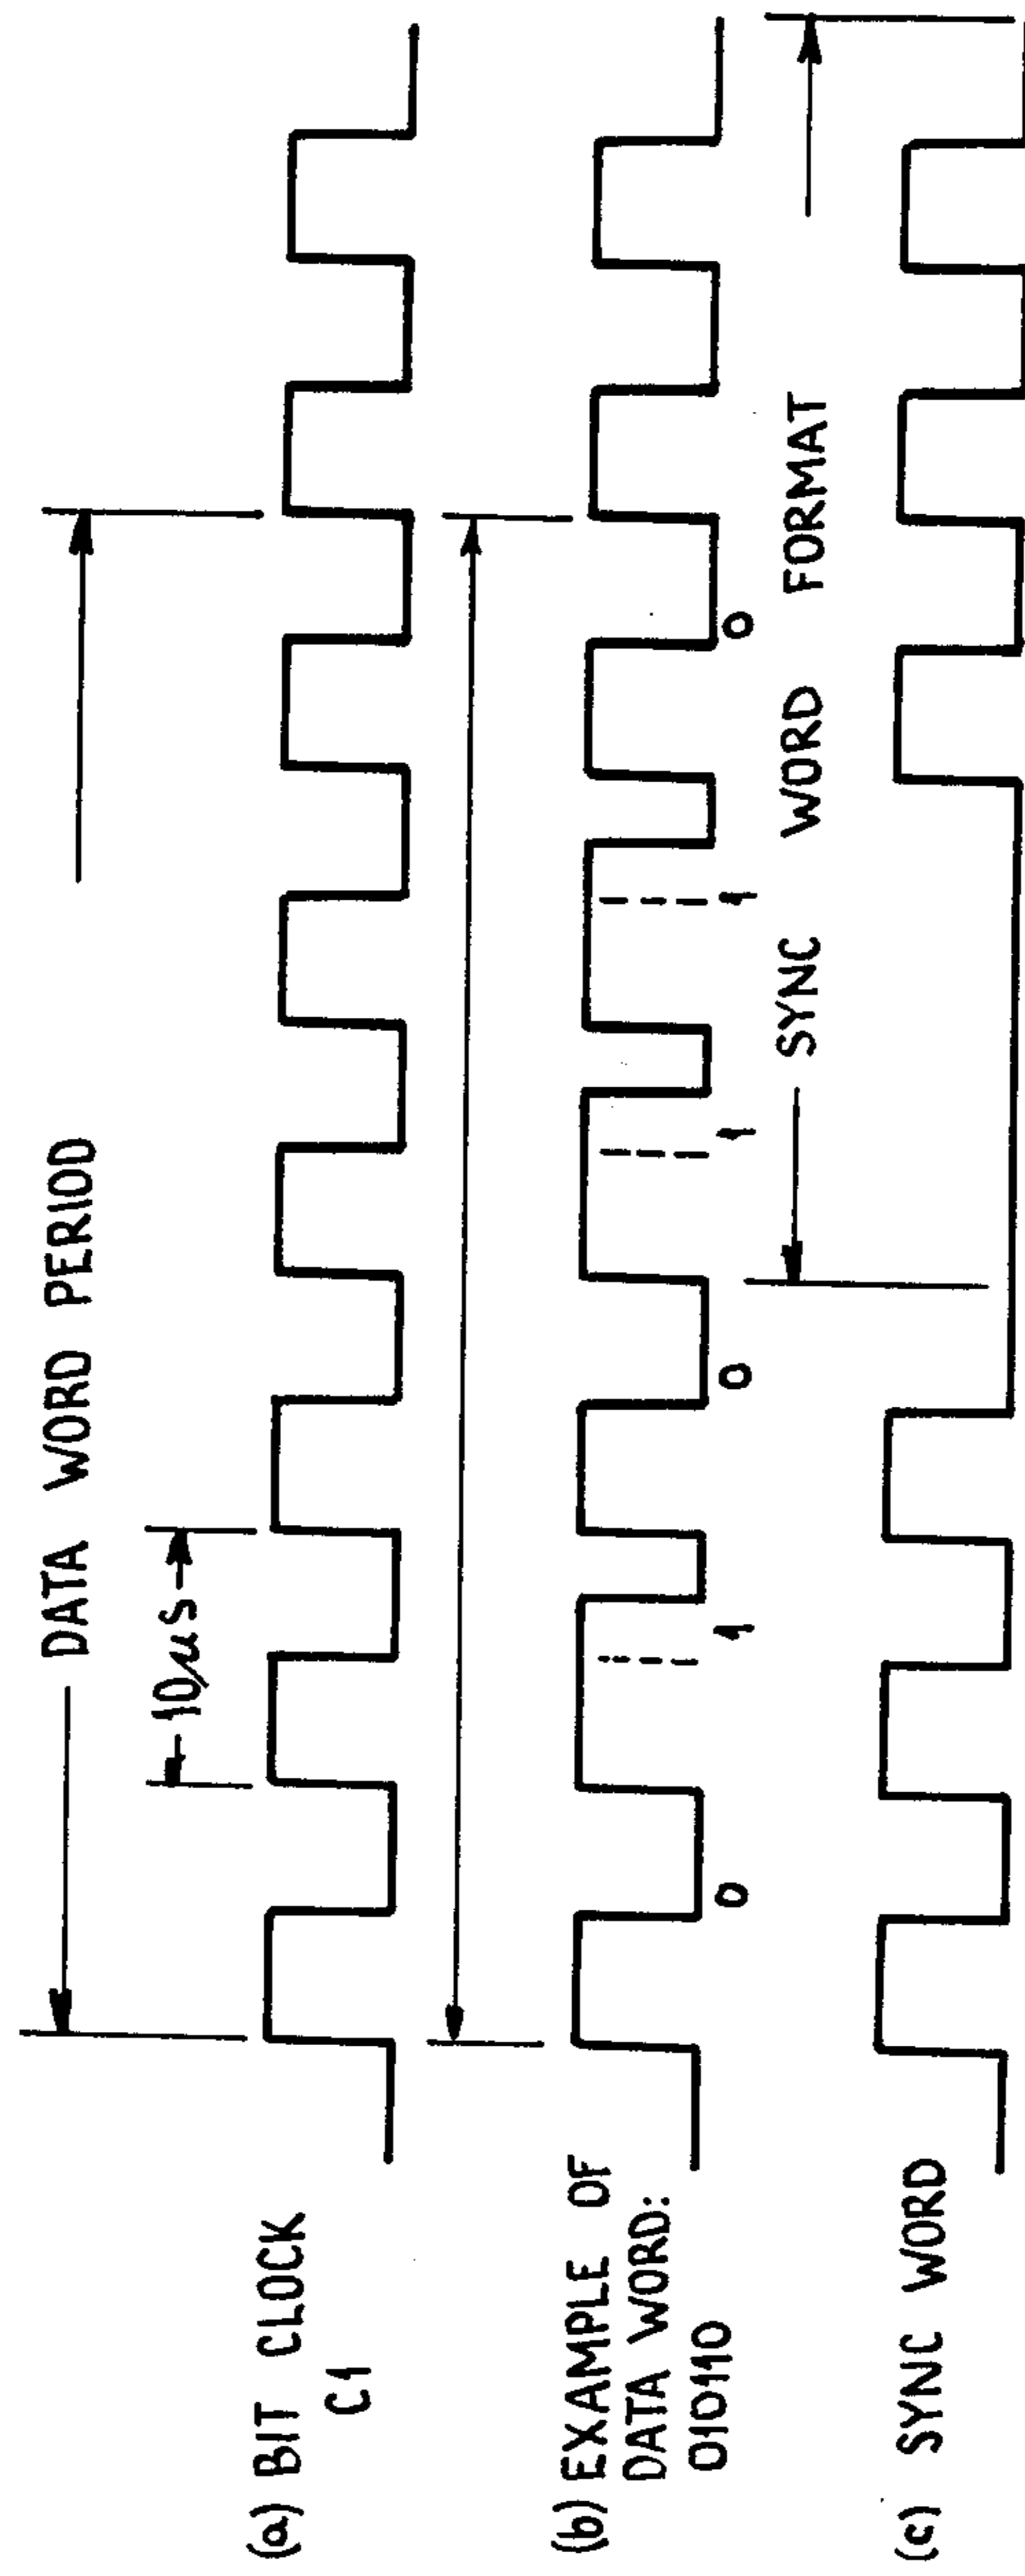 DATA WORD PERIOD
10μs
(a) BIT CLOCK
C1
(b) EXAMPLE OF
DATA WORD:
010110
0 1 0 1 1 0
SYNC WORD FORMAT
(c) SYNC WORD